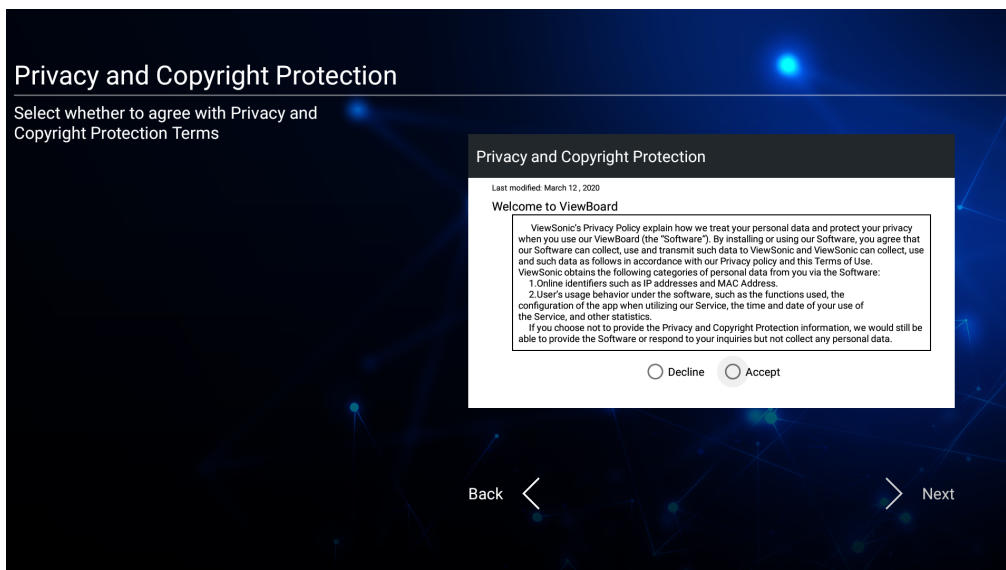 Privacy and Copyright Protection
Select whether to agree with Privacy and
Copyright Protection Terms
Privacy and Copyright Protection
Last modified: March 12 , 2020
Welcome to ViewBoard
ViewSonic's Privacy Policy explain how we treat your personal data and protect your privacy
when you use our ViewBoard (the "Software"). By installing or using our Software, you agree that
our Software can collect, use and transmit such data to ViewSonic and ViewSonic can collect, use
and such data as follows in accordance with our Privacy policy and this Terms of Use.
ViewSonic obtains the following categories of personal data from you via the Software:
1.Online identifiers such as IP addresses and MAC Address.
2.User's usage behavior under the software, such as the functions used, the
configuration of the app when utilizing our Service, the time and date of your use of
the Service, and other statistics.
If you choose not to provide the Privacy and Copyright Protection information, we would still be
able to provide the Software or respond to your inquiries but not collect any personal data.
Decline Accept
Back Next